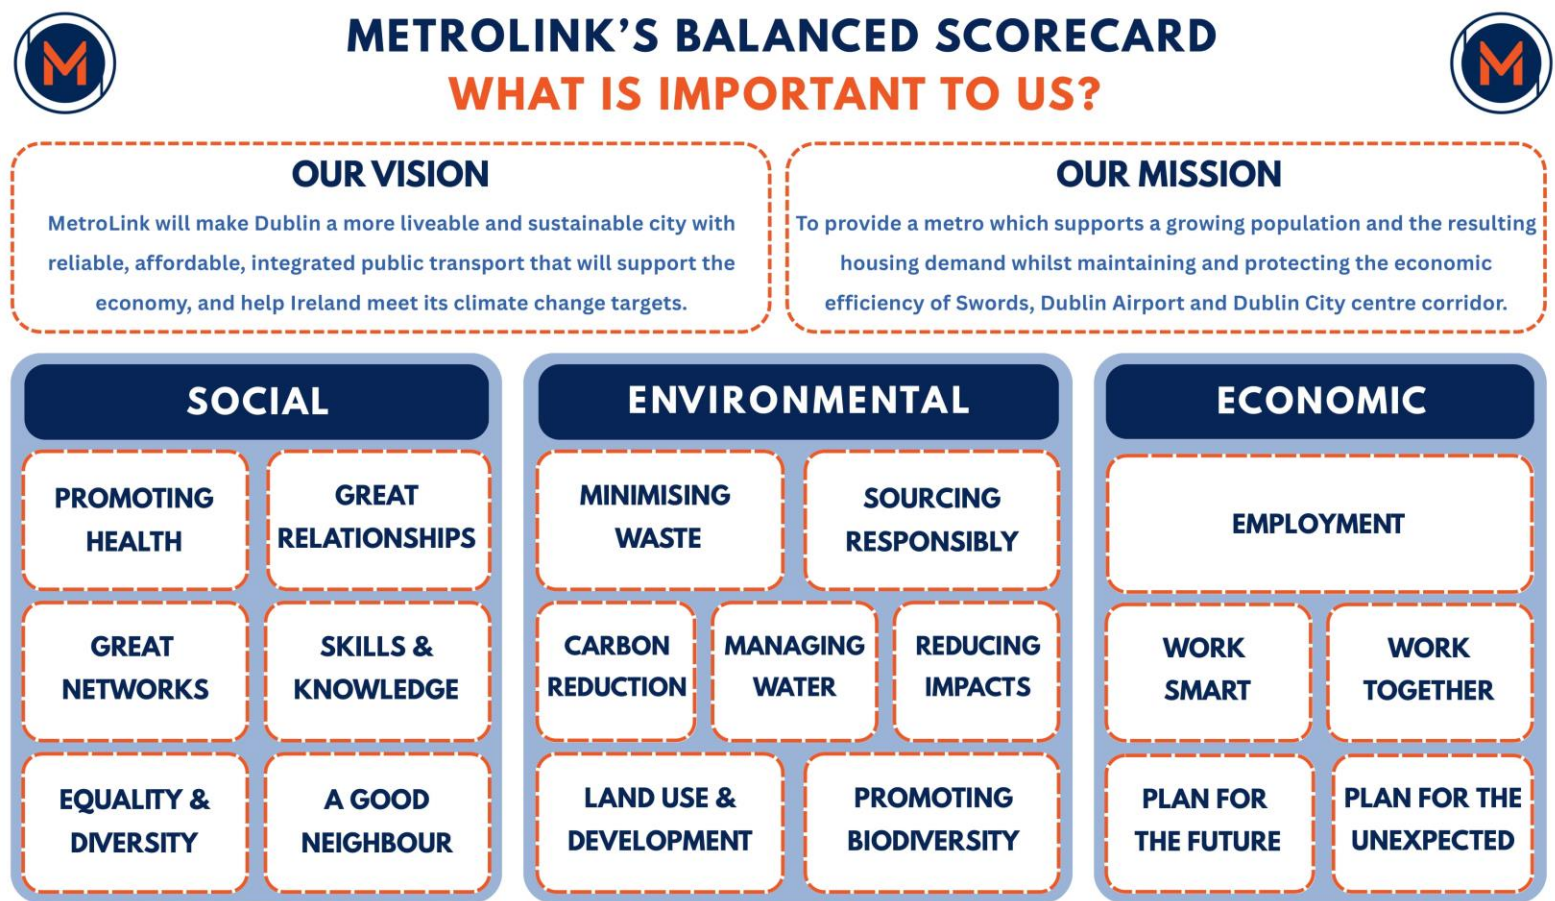 METROLINK'S BALANCED SCORECARD
WHAT IS IMPORTANT TO US?
OUR VISION
MetroLink will make Dublin a more liveable and sustainable city with
reliable, affordable, integrated public transport that will support the
economy, and help Ireland meet its climate change targets.
OUR MISSION
To provide a metro which supports a growing population and the resulting
housing demand whilst maintaining and protecting the economic
efficiency of Swords, Dublin Airport and Dublin City centre corridor.
SOCIAL
PROMOTING
HEALTH
GREAT
RELATIONSHIPS
GREAT
NETWORKS
SKILLS &
KNOWLEDGE
EQUALITY &
DIVERSITY
A GOOD
NEIGHBOUR
ENVIRONMENTAL
MINIMISING
WASTE
SOURCING
RESPONSIBLY
CARBON
REDUCTION
MANAGING
WATER
REDUCING
IMPACTS
LAND USE &
DEVELOPMENT
PROMOTING
BIODIVERSITY
ECONOMIC
EMPLOYMENT
WORK
SMART
WORK
TOGETHER
PLAN FOR
THE FUTURE
PLAN FOR THE
UNEXPECTED